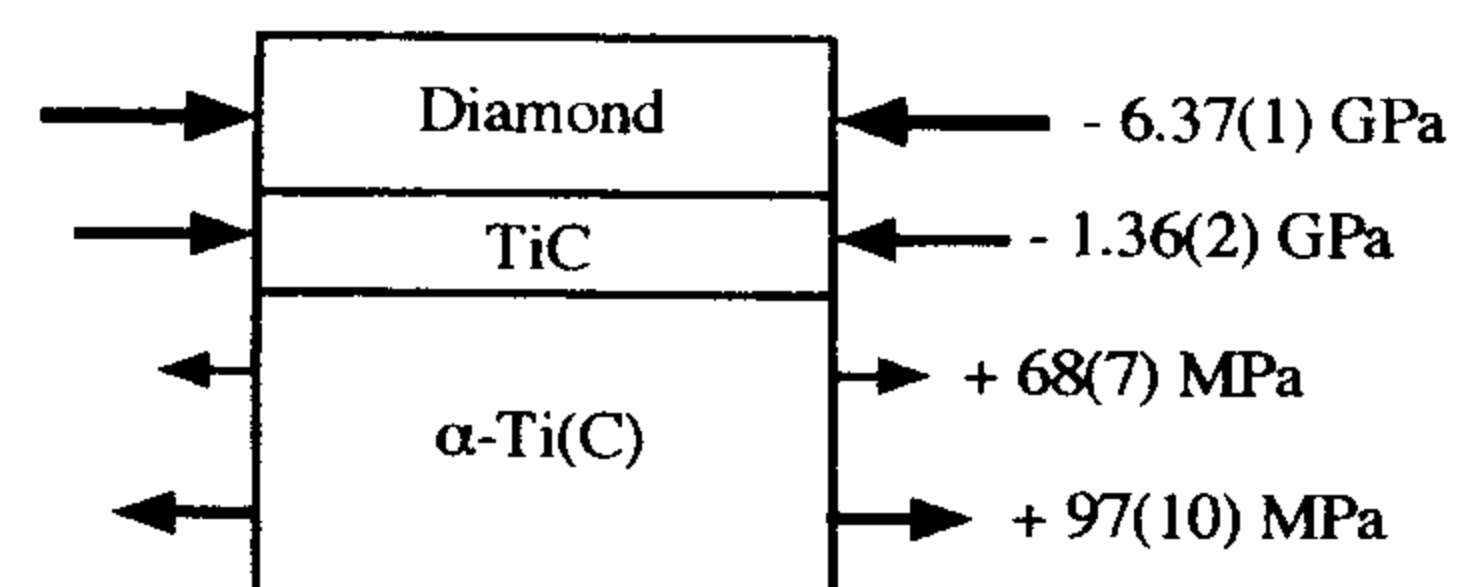 Diamond - 6.37(1) GPa
TiC - 1.36(2) GPa
+ 68(7) MPa
α-Ti(C)
+ 97(10) MPa